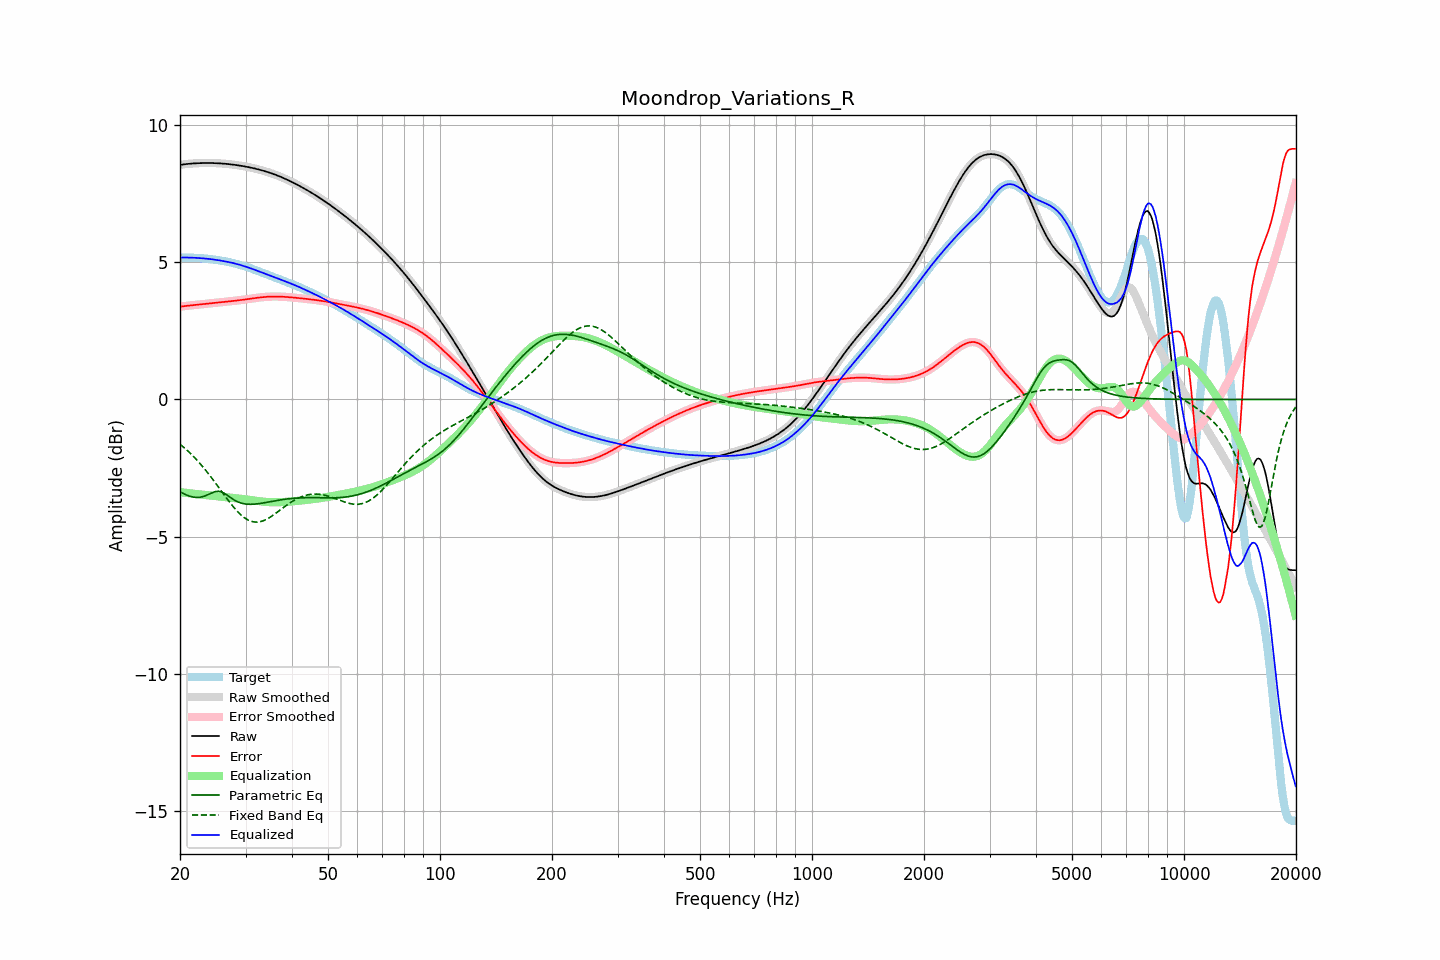 Moondrop_Variations_R
Amplitude (dBr)
10
5
0
−5
−10
−15
Target
Raw Smoothed
Error Smoothed
Raw
Error
Equalization
Parametric Eq
Fixed Band Eq
Equalized
20 50 100 200 500 1000 2000 5000 10000 20000
Frequency (Hz)